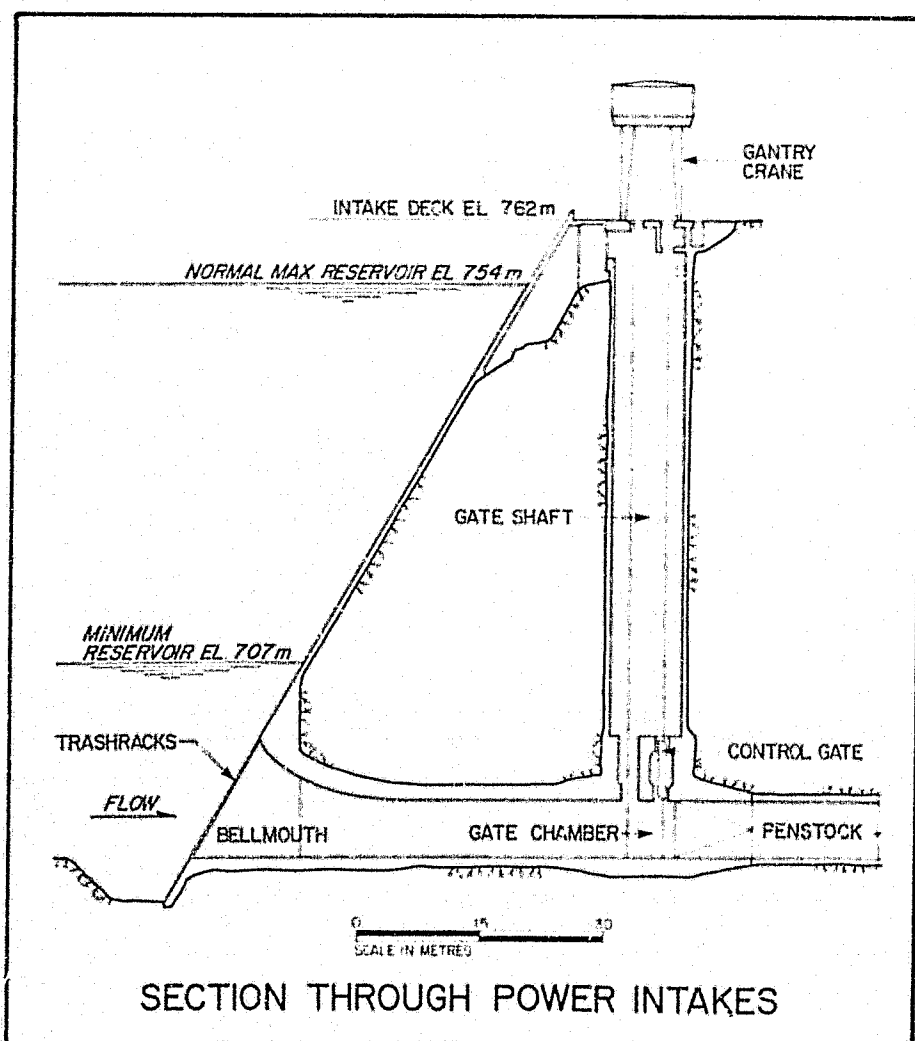 GANTRY
CRANE
INTAKE DECK EL 762m
NORMAL MAX RESERVOIR EL 754m
GATE SHAFT
MINIMUM
RESERVOIR EL 707m
TRASHRACKS
CONTROL GATE
FLOW
BELLMOUTH
GATE CHAMBER
PENSTOCK
0 15 30
SCALE IN METRES
SECTION THROUGH POWER INTAKES